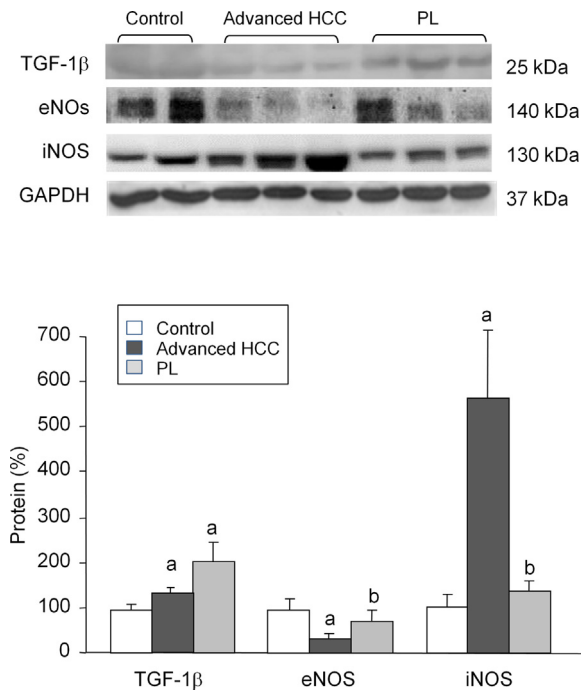 Control Advanced HCC PL
TGF-1β 25 kDa
eNOs 140 kDa
iNOS 130 kDa
GAPDH 37 kDa
Control
Advanced HCC
PL
700
600
500
400
300
200
100
0
Protein (%)
a a
a b
a b
TGF-1β eNOS iNOS